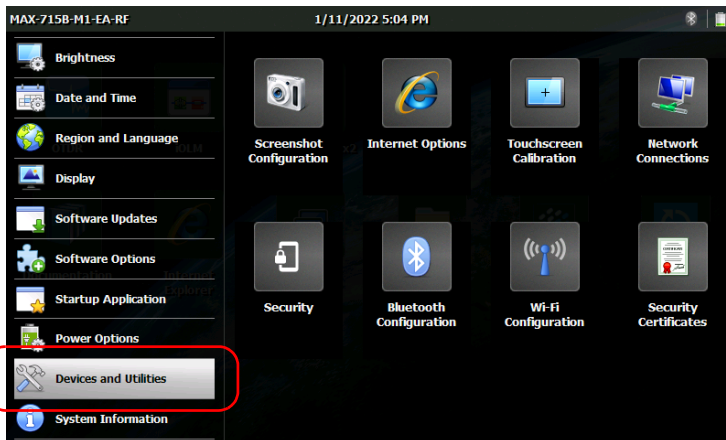 MAX-715B-M1-EA-RF
1/11/2022 5:04 PM
Brightness
Date and Time
Region and Language
Display
Software Updates
Software Options
Startup Application
Power Options
Devices and Utilities
System Information
Screenshot
Configuration
Internet Options
Touchscreen
Calibration
Network
Connections
Security
Bluetooth
Configuration
Wi-Fi
Configuration
Security
Certificates